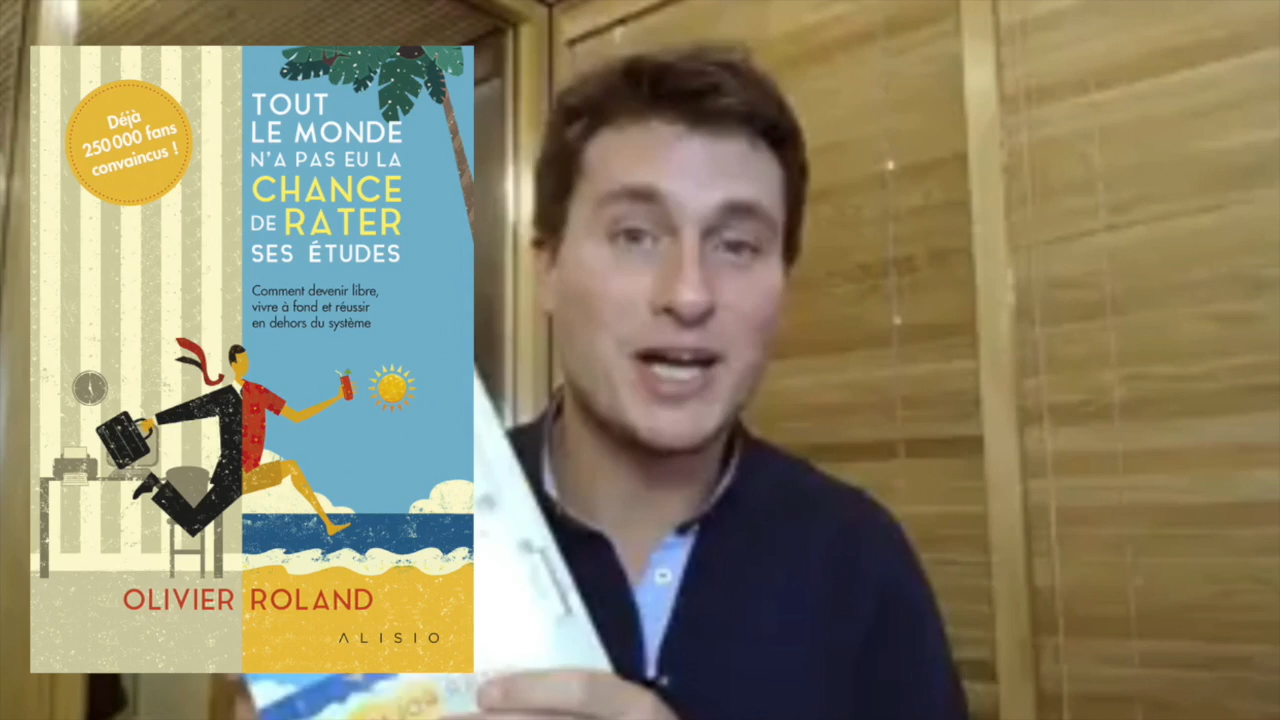 Déjà
250 000 fans
convaincus !
TOUT
LE MONDE
N'A PAS EU LA
CHANCE
DE RATER
SES ÉTUDES
Comment devenir libre,
vivre à fond et réussir
en dehors du système
OLIVIER ROLAND
ALISIO